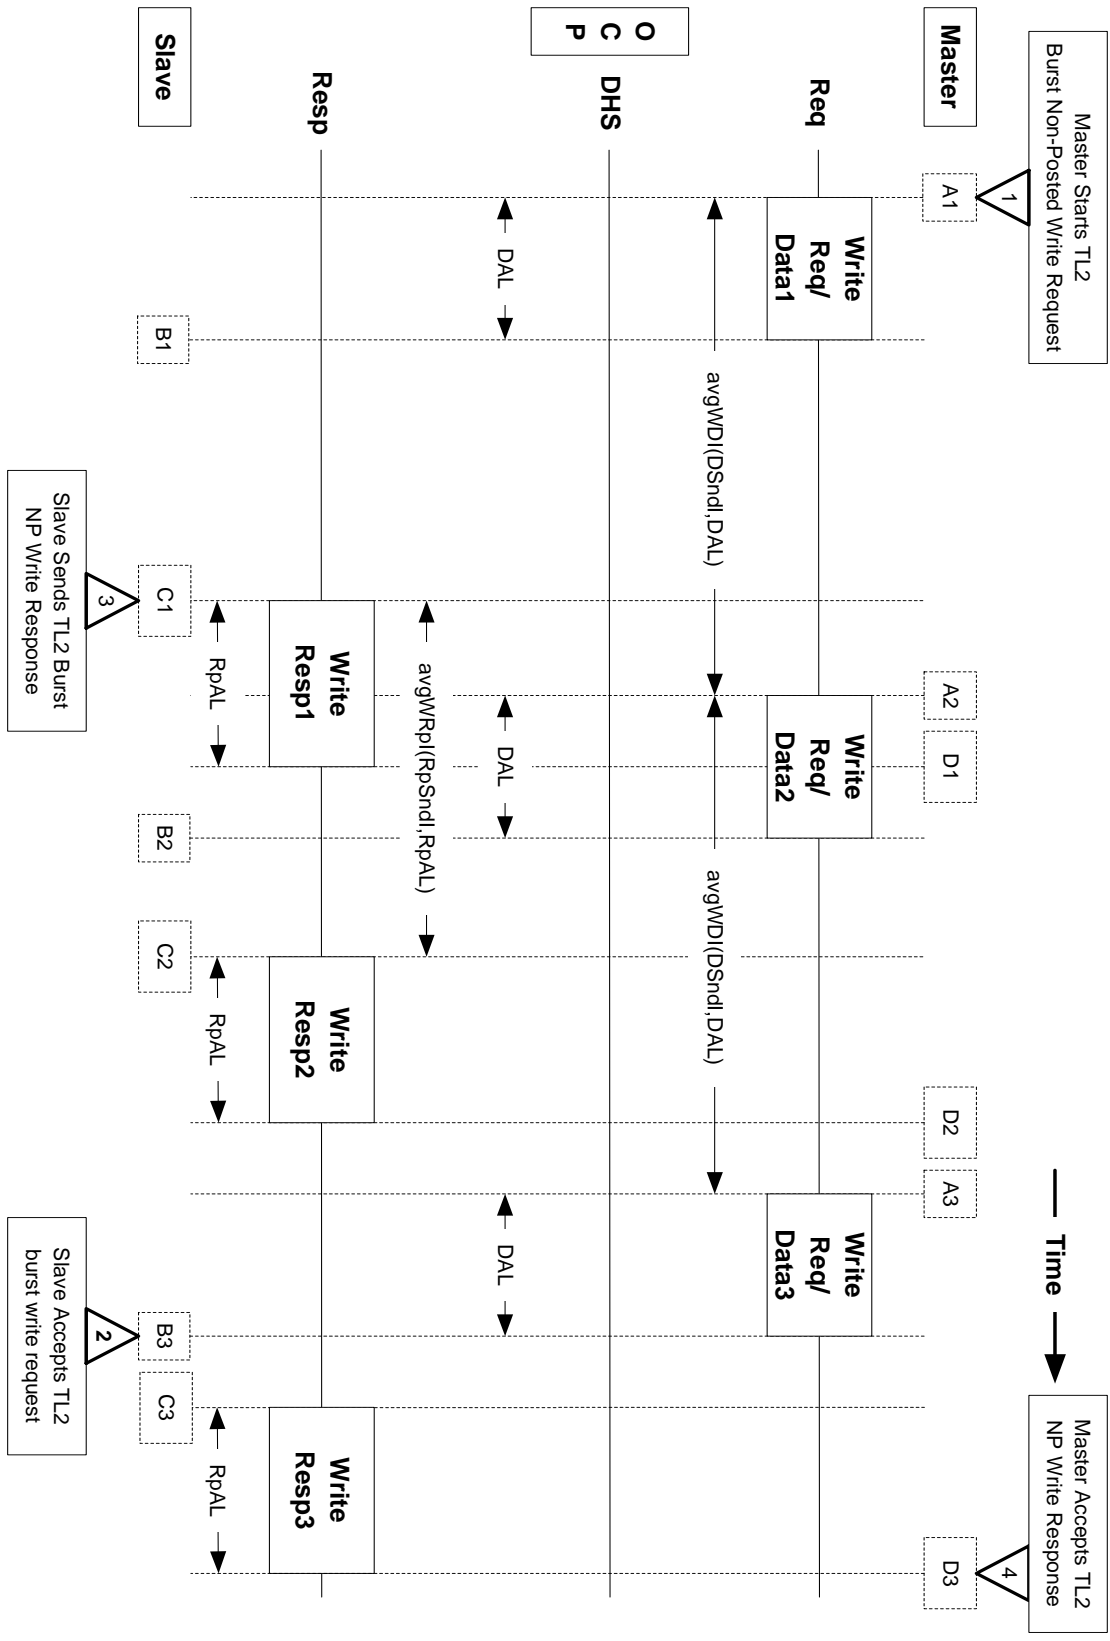 Master Starts TL2
Burst Non-Posted Write Request
1
Time
Master Accepts TL2
NP Write Response
4
Master
A1
A2
D1
D2
A3
D3
Req
Write
Req/
Data1
Write
Req/
Data2
Write
Req/
Data3
avgWDI(DSndI,DAL)
avgWDI(DSndI,DAL)
O
C
P
DHS
DAL
DAL
DAL
avgWRpI(RpSndI,RpAL)
Resp
Write
Resp1
Write
Resp2
Write
Resp3
RpAL
RpAL
RpAL
Slave
B1
C1
B2
C2
B3
C3
3
Slave Sends TL2 Burst
NP Write Response
2
Slave Accepts TL2
burst write request